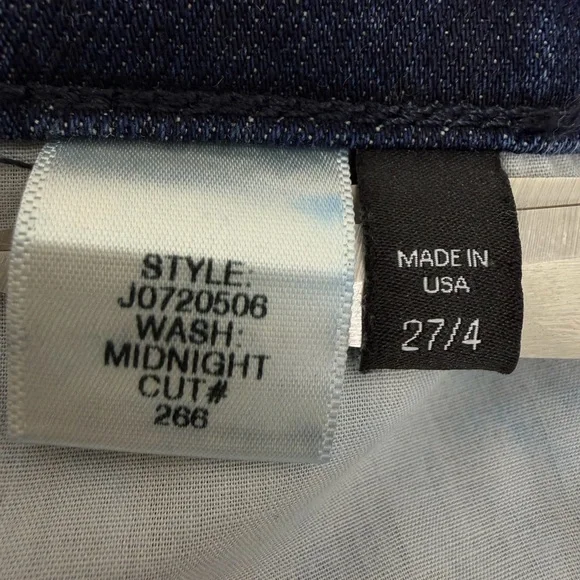 STYLE:
J0720506
WASH:
MIDNIGHT
CUT#
266
MADE IN
USA
27/4